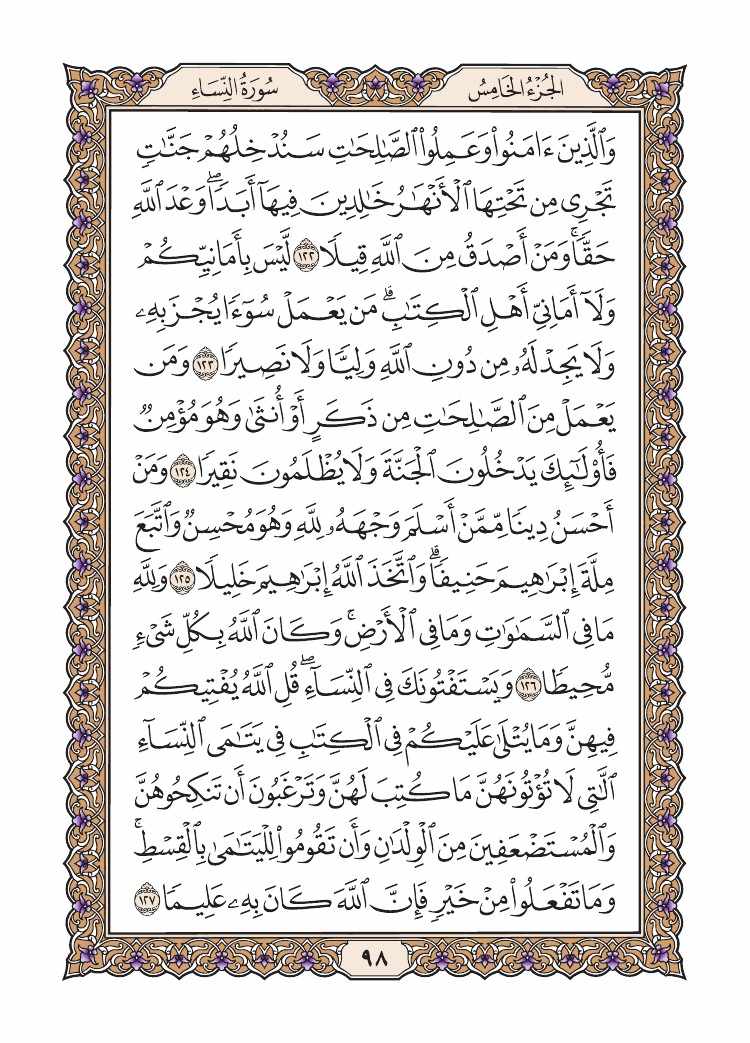 الجُزْءُ الخَامِسُ
سُورَةُ النِّسَاءِ
وَٱلَّذِينَ ءَامَنُواْ وَعَمِلُواْ ٱلصَّٰلِحَٰتِ سَنُدْخِلُهُمْ جَنَّٰتٍ
تَجْرِى مِن تَحْتِهَا ٱلْأَنْهَٰرُ خَٰلِدِينَ فِيهَآ أَبَدًاۖ وَعْدَ ٱللَّهِ
حَقًّاۚ وَمَنْ أَصْدَقُ مِنَ ٱللَّهِ قِيلًا ١٢٢ لَّيْسَ بِأَمَانِيِّكُمْ
وَلَآ أَمَانِىِّ أَهْلِ ٱلْكِتَٰبِۗ مَن يَعْمَلْ سُوٓءًا يُجْزَ بِهِۦ
وَلَا يَجِدْ لَهُۥ مِن دُونِ ٱللَّهِ وَلِيًّا وَلَا نَصِيرًا ١٢٣ وَمَن
يَعْمَلْ مِنَ ٱلصَّٰلِحَٰتِ مِن ذَكَرٍ أَوْ أُنثَىٰ وَهُوَ مُؤْمِنٌ
فَأُوْلَٰٓئِكَ يَدْخُلُونَ ٱلْجَنَّةَ وَلَا يُظْلَمُونَ نَقِيرًا ١٢٤ وَمَنْ
أَحْسَنُ دِينًا مِّمَّنْ أَسْلَمَ وَجْهَهُۥ لِلَّهِ وَهُوَ مُحْسِنٌ وَٱتَّبَعَ
مِلَّةَ إِبْرَٰهِيمَ حَنِيفًاۗ وَٱتَّخَذَ ٱللَّهُ إِبْرَٰهِيمَ خَلِيلًا ١٢٥ وَلِلَّهِ
مَا فِى ٱلسَّمَٰوَٰتِ وَمَا فِى ٱلْأَرْضِۚ وَكَانَ ٱللَّهُ بِكُلِّ شَىْءٍ
مُّحِيطًا ١٢٦ وَيَسْتَفْتُونَكَ فِى ٱلنِّسَآءِۖ قُلِ ٱللَّهُ يُفْتِيكُمْ
فِيهِنَّ وَمَا يُتْلَىٰ عَلَيْكُمْ فِى ٱلْكِتَٰبِ فِى يَتَٰمَى ٱلنِّسَآءِ
ٱلَّٰتِى لَا تُؤْتُونَهُنَّ مَا كُتِبَ لَهُنَّ وَتَرْغَبُونَ أَن تَنكِحُوهُنَّ
وَٱلْمُسْتَضْعَفِينَ مِنَ ٱلْوِلْدَٰنِ وَأَن تَقُومُواْ لِلْيَتَٰمَىٰ بِٱلْقِسْطِۚ
وَمَا تَفْعَلُواْ مِنْ خَيْرٍ فَإِنَّ ٱللَّهَ كَانَ بِهِۦ عَلِيمًا ١٢٧
٩٨